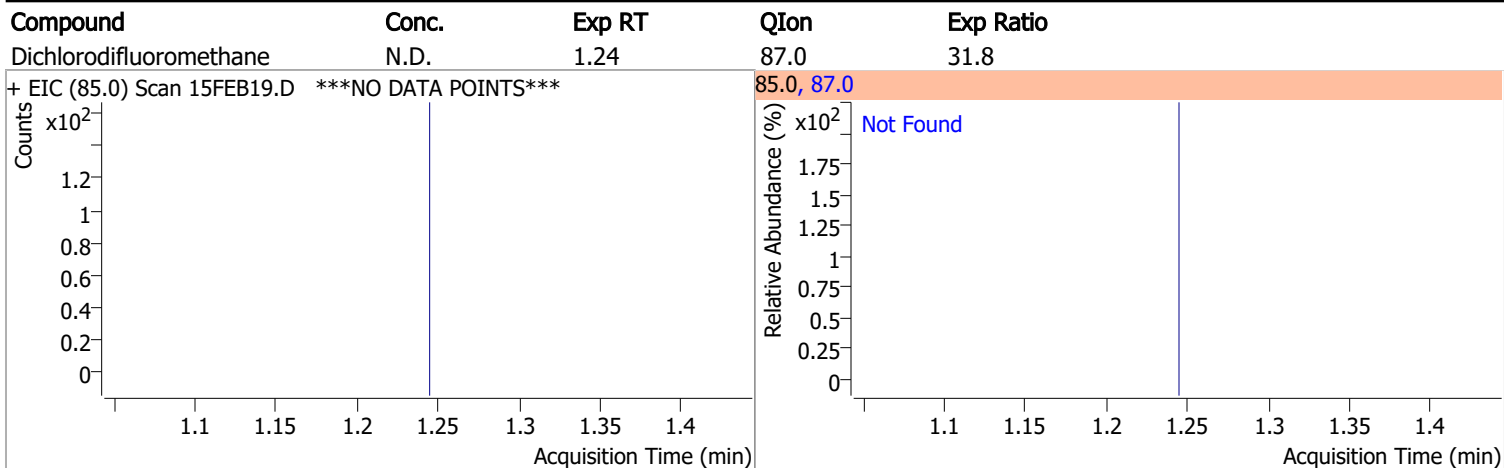 Compound Conc. Exp RT QIon Exp Ratio
Dichlorodifluoromethane N.D. 1.24 87.0 31.8
+ EIC (85.0) Scan 15FEB19.D ***NO DATA POINTS***
Counts
x10²
1.2
1
0.8
0.6
0.4
0.2
0
1.1 1.15 1.2 1.25 1.3 1.35 1.4
Acquisition Time (min)
85.0, 87.0
Relative Abundance (%)
x10²
Not Found
1.75
1.5
1.25
1
0.75
0.5
0.25
0
1.1 1.15 1.2 1.25 1.3 1.35 1.4
Acquisition Time (min)